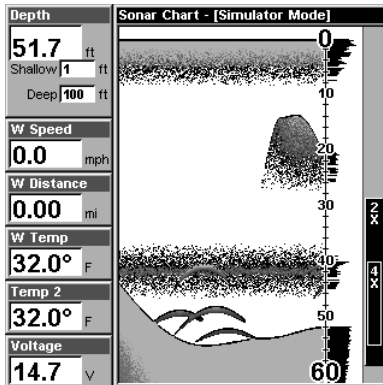 Depth
51.7 ft
Shallow 1 ft
Deep 100 ft
W Speed
0.0 mph
W Distance
0.00 mi
W Temp
32.0° F
Temp 2
32.0° F
Voltage
14.7 V
Sonar Chart - [Simulator Mode]
0
10
20
30
40
50
60
2X
4X